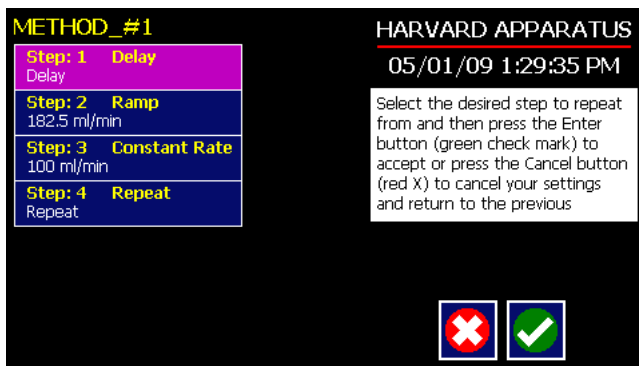 METHOD_#1
Step: 1 Delay
Delay
Step: 2 Ramp
182.5 ml/min
Step: 3 Constant Rate
100 ml/min
Step: 4 Repeat
Repeat
HARVARD APPARATUS
05/01/09 1:29:35 PM
Select the desired step to repeat
from and then press the Enter
button (green check mark) to
accept or press the Cancel button
(red X) to cancel your settings
and return to the previous